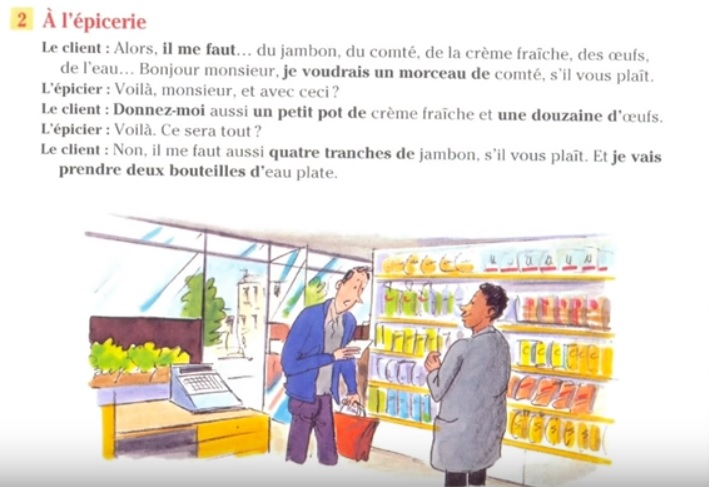 2 À l'épicerie
Le client : Alors, il me faut... du jambon, du comté, de la crème fraîche, des œufs,
de l'eau... Bonjour monsieur, je voudrais un morceau de comté, s'il vous plaît.
L'épicier : Voilà, monsieur, et avec ceci ?
Le client : Donnez-moi aussi un petit pot de crème fraîche et une douzaine d'œufs.
L'épicier : Voilà. Ce sera tout ?
Le client : Non, il me faut aussi quatre tranches de jambon, s'il vous plaît. Et je vais
prendre deux bouteilles d'eau plate.